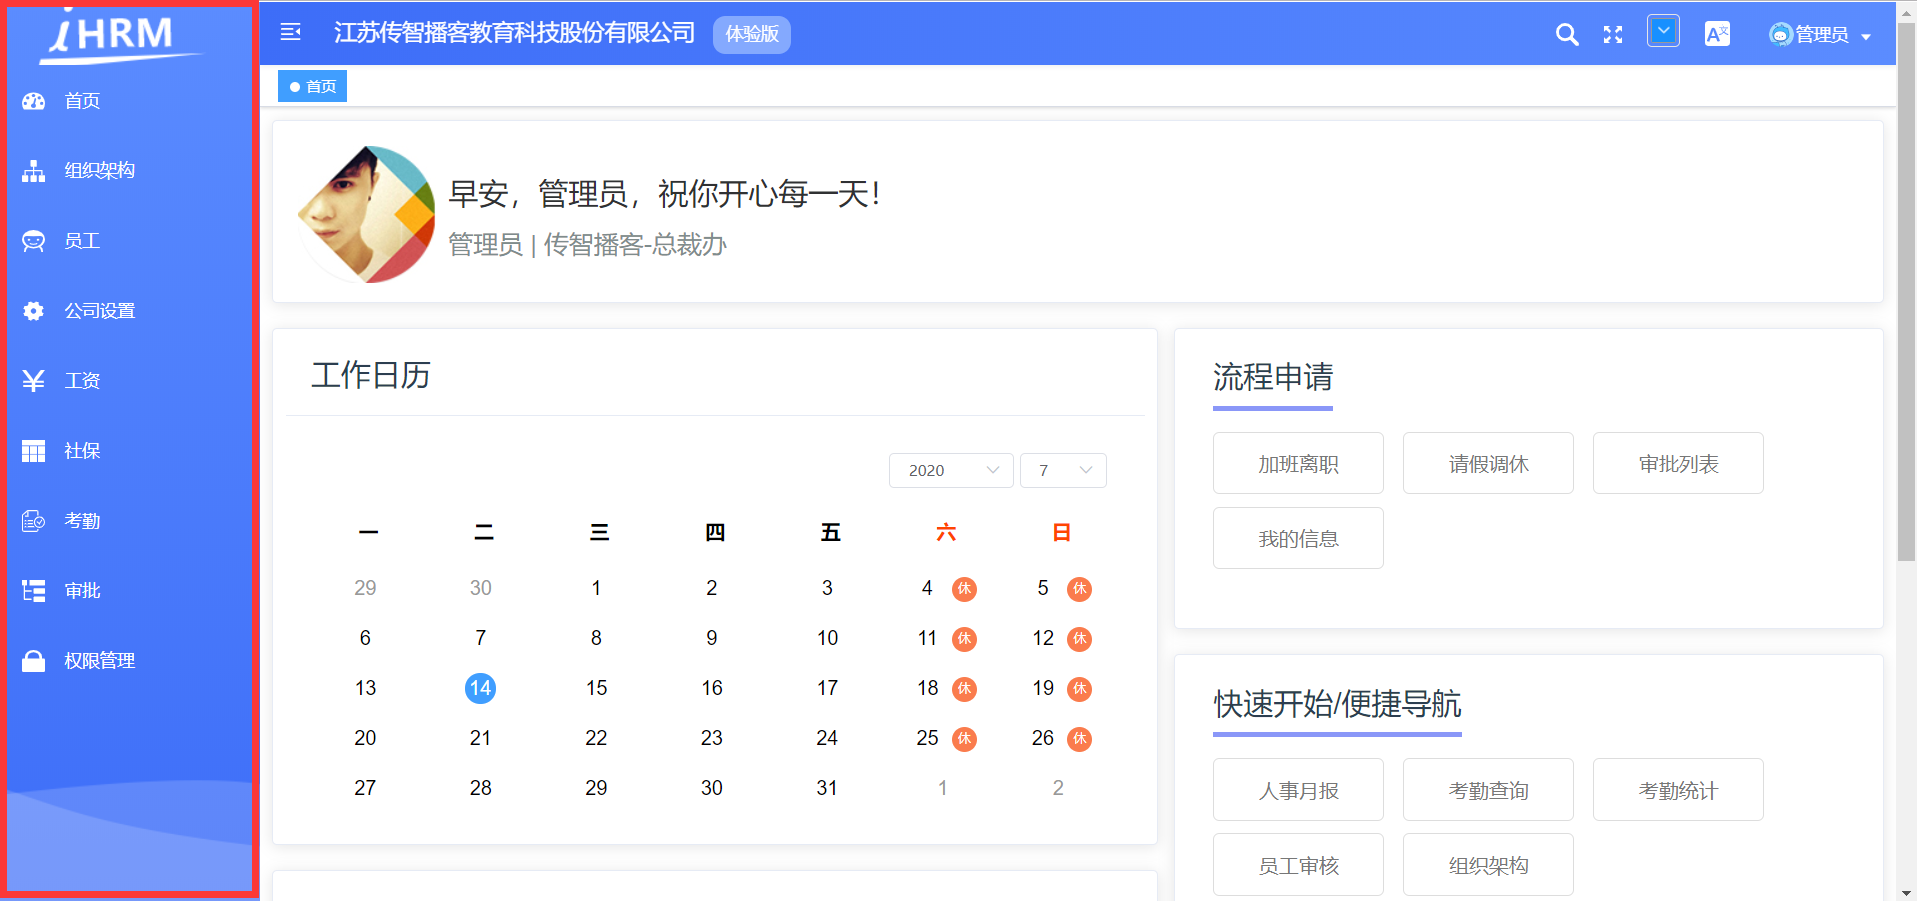 iHRM
首页
组织架构
员工
公司设置
工资
社保
考勤
审批
权限管理
江苏传智播客教育科技股份有限公司 体验版
管理员
首页
早安，管理员，祝你开心每一天！
管理员 | 传智播客-总裁办
工作日历
2020 7
一 二 三 四 五 六 日
29 30 1 2 3 4 休 5 休
6 7 8 9 10 11 休 12 休
13 14 15 16 17 18 休 19 休
20 21 22 23 24 25 休 26 休
27 28 29 30 31 1 2
流程申请
加班离职 请假调休 审批列表
我的信息
快速开始/便捷导航
人事月报 考勤查询 考勤统计
员工审核 组织架构